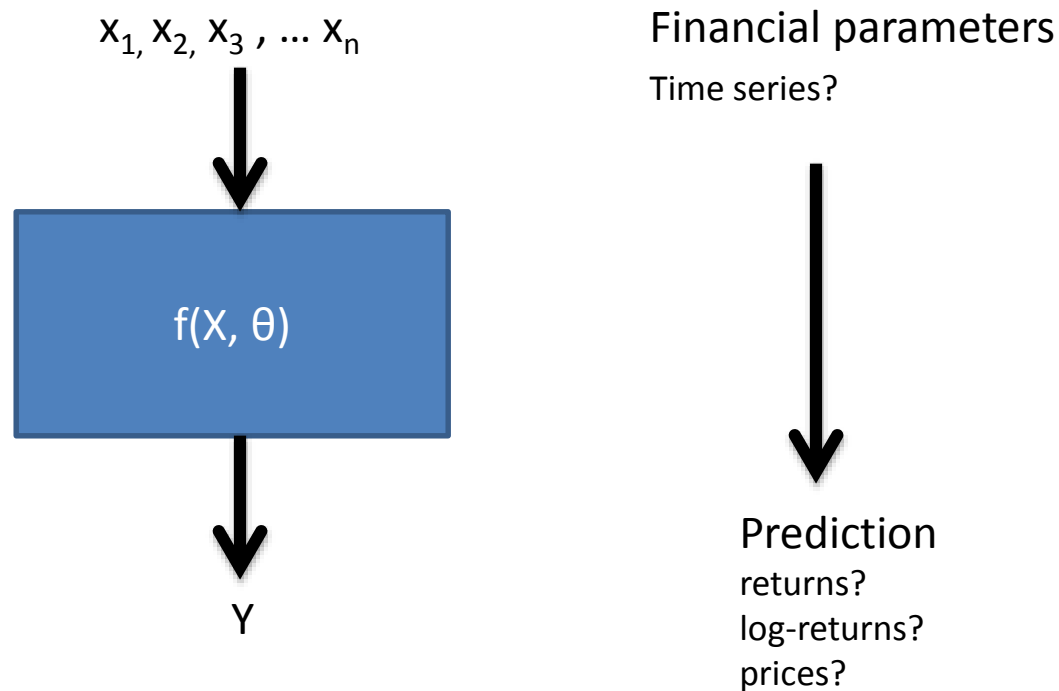 x₁, x₂, x₃ , ... xₙ
f(X, θ)
Y
Financial parameters
Time series?
Prediction
returns?
log-returns?
prices?